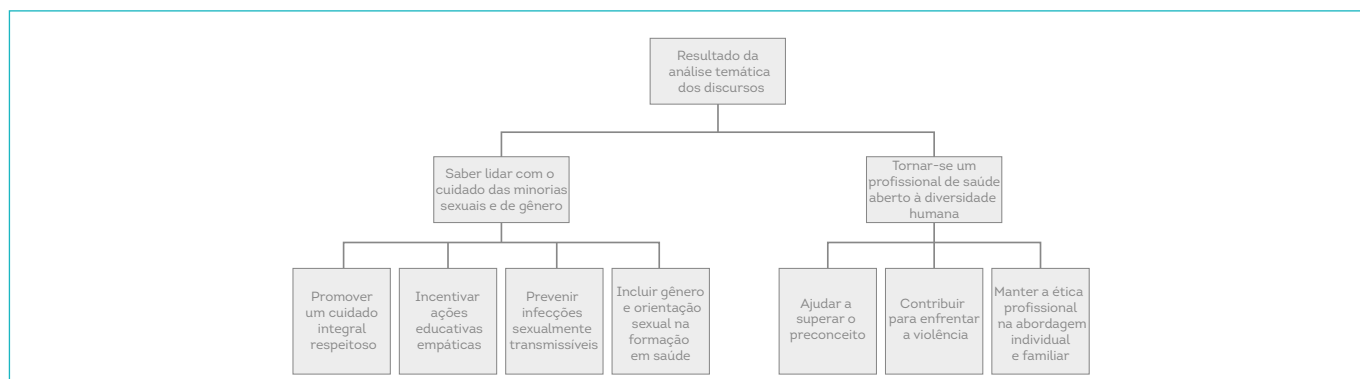 Resultado da
análise temática
dos discursos
Saber lidar com o
cuidado das minorias
sexuais e de gênero
Tornar-se um
profissional de saúde
aberto à diversidade
humana
Promover
um cuidado
integral
respeitoso
Incentivar
ações
educativas
empáticas
Prevenir
infecções
sexualmente
transmissíveis
Incluir gênero
e orientação
sexual na
formação
em saúde
Ajudar a
superar o
preconceito
Contribuir
para enfrentar
a violência
Manter a ética
profissional
na abordagem
individual
e familiar